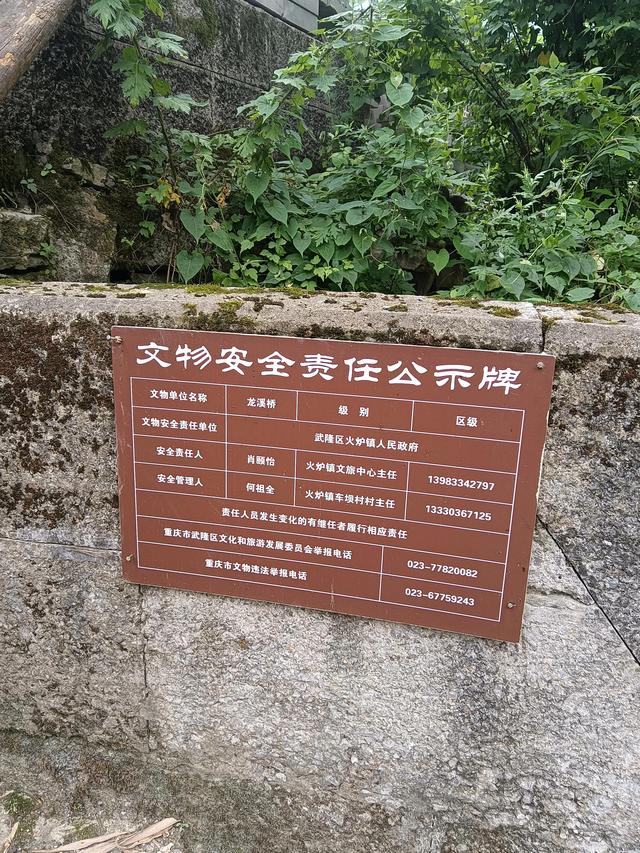 文物安全责任公示牌
文物单位名称 龙溪桥 级 别 区级
文物安全责任单位 武隆区火炉镇人民政府
安全责任人 肖颐怡 火炉镇文旅中心主任 13983342797
安全管理人 何祖全 火炉镇车坝村村主任 13330367125
责任人员发生变化的有继任者履行相应责任
重庆市武隆区文化和旅游发展委员会举报电话 023-77820082
重庆市文物违法举报电话 023-67759243